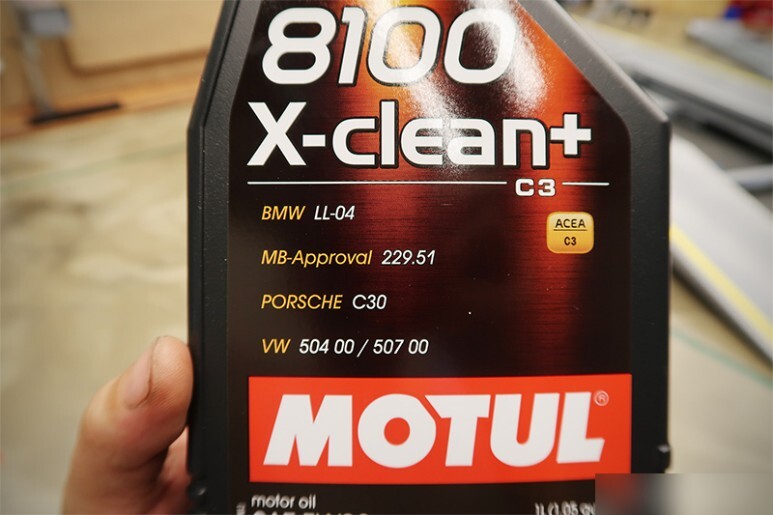 8100
X-clean+
C3
BMW LL-04
ACEA
C3
MB-Approval 229.51
PORSCHE C30
VW 504 00 / 507 00
MOTUL®
motor oil